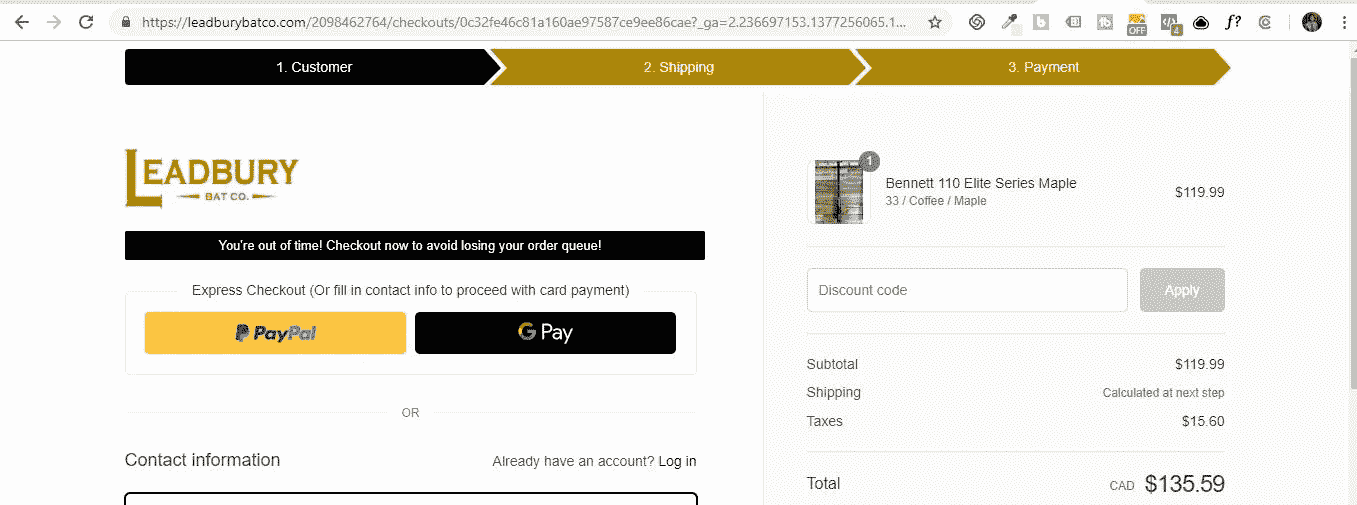 https://leadburybatco.com/2098462764/checkouts/0c32fe46c81a160ae97587ce9ee86cae?_ga=2.236697153.1377256065.1...
OFF
4
f?
1. Customer
2. Shipping
3. Payment
LEADBURY
BAT CO.
You're out of time! Checkout now to avoid losing your order queue!
Express Checkout (Or fill in contact info to proceed with card payment)
PayPal
G Pay
OR
Contact information
Already have an account? Log in
1
Bennett 110 Elite Series Maple
33 / Coffee / Maple
$119.99
Discount code
Apply
Subtotal $119.99
Shipping Calculated at next step
Taxes $15.60
Total CAD $135.59